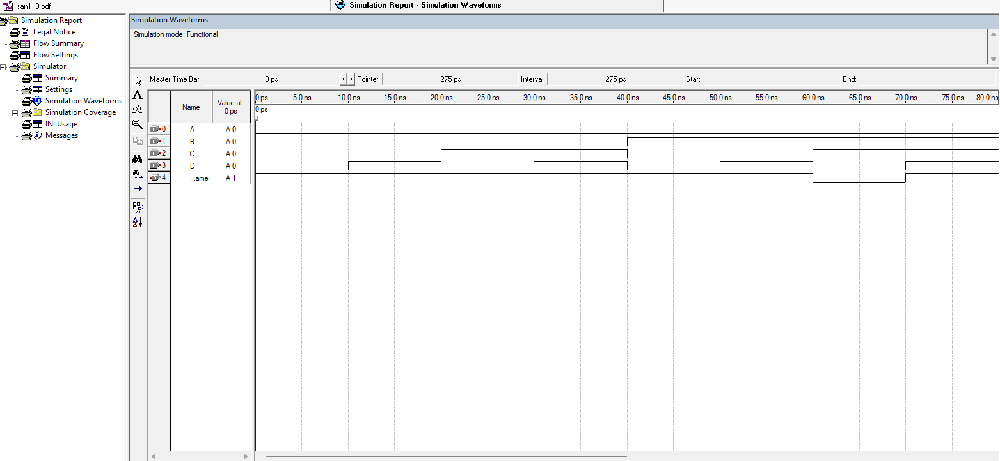 san1_3.bdf
Simulation Report - Simulation Waveforms
Simulation Report
Legal Notice
Flow Summary
Flow Settings
Simulator
Summary
Settings
Simulation Waveforms
Simulation Coverage
INI Usage
Messages
Simulation Waveforms
Simulation mode: Functional
Master Time Bar: 0 ps Pointer: 275 ps Interval: 275 ps Start: End:
Name Value at 0 ps
0 ps 5.0 ns 10.0 ns 15.0 ns 20.0 ns 25.0 ns 30.0 ns 35.0 ns 40.0 ns 45.0 ns 50.0 ns 55.0 ns 60.0 ns 65.0 ns 70.0 ns 75.0 ns 80.0 ns
0 ps
0 A A 0
1 B A 0
2 C A 0
3 D A 0
4 ...ame A 1